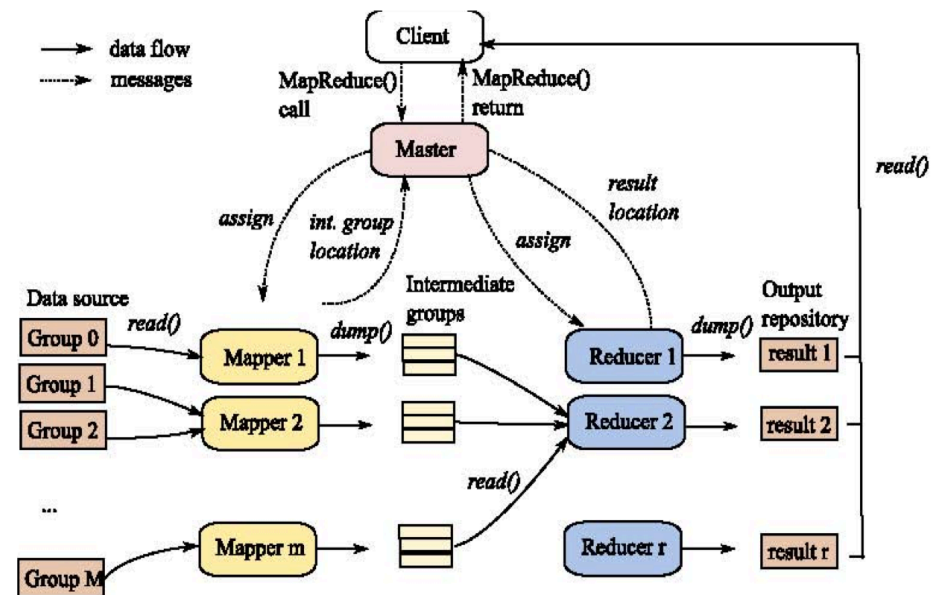 Client
data flow
messages
MapReduce()
call
MapReduce()
return
Master
read()
assign
int. group
location
assign
result
location
Data source
read()
Intermediate
groups
Output
repository
dump()
dump()
Group 0
Mapper 1
Reducer 1
result 1
Group 1
Group 2
Mapper 2
Reducer 2
result 2
read()
...
Mapper m
Reducer r
result r
Group M